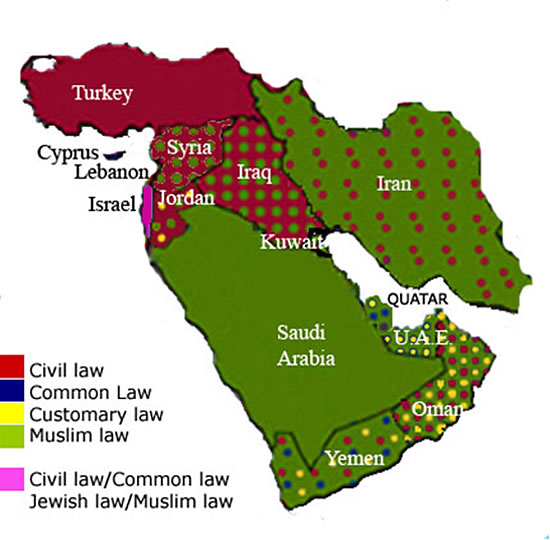 Turkey
Cyprus
Syria
Lebanon
Iraq
Iran
Israel
Jordan
Kuwait
QUATAR
Saudi
Arabia
U.A.E.
Oman
Yemen
Civil law
Common Law
Customary law
Muslim law
Civil law/Common law
Jewish law/Muslim law